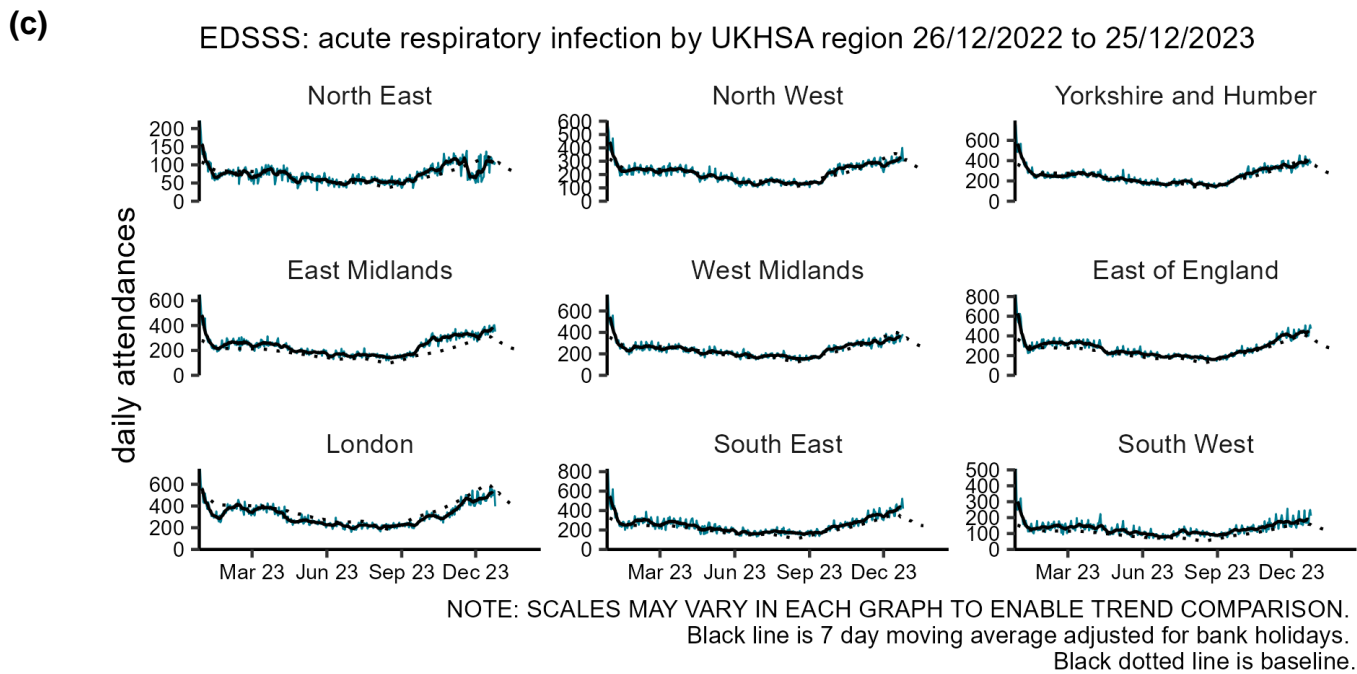 (c)
EDSSS: acute respiratory infection by UKHSA region 26/12/2022 to 25/12/2023
daily attendances
North East
200
150
100
50
0
North West
600
500
400
300
200
100
0
Yorkshire and Humber
600
400
200
0
East Midlands
600
400
200
0
West Midlands
600
400
200
0
East of England
800
600
400
200
0
London
600
400
200
0
South East
800
600
400
200
0
South West
500
400
300
200
100
0
Mar 23 Jun 23 Sep 23 Dec 23
Mar 23 Jun 23 Sep 23 Dec 23
Mar 23 Jun 23 Sep 23 Dec 23
NOTE: SCALES MAY VARY IN EACH GRAPH TO ENABLE TREND COMPARISON.
Black line is 7 day moving average adjusted for bank holidays.
Black dotted line is baseline.